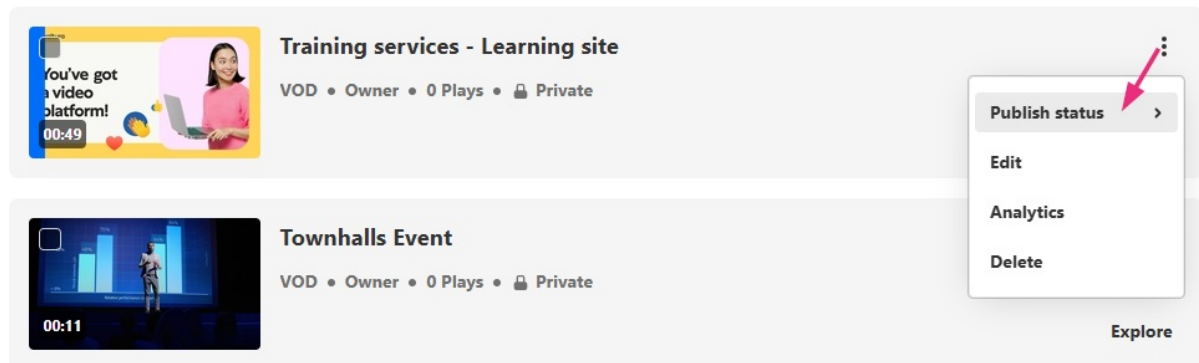 You've got
a video
platform!
00:49
Training services - Learning site
VOD • Owner • 0 Plays • Private
Publish status >
Edit
Analytics
Delete
00:11
Townhalls Event
VOD • Owner • 0 Plays • Private
Explore